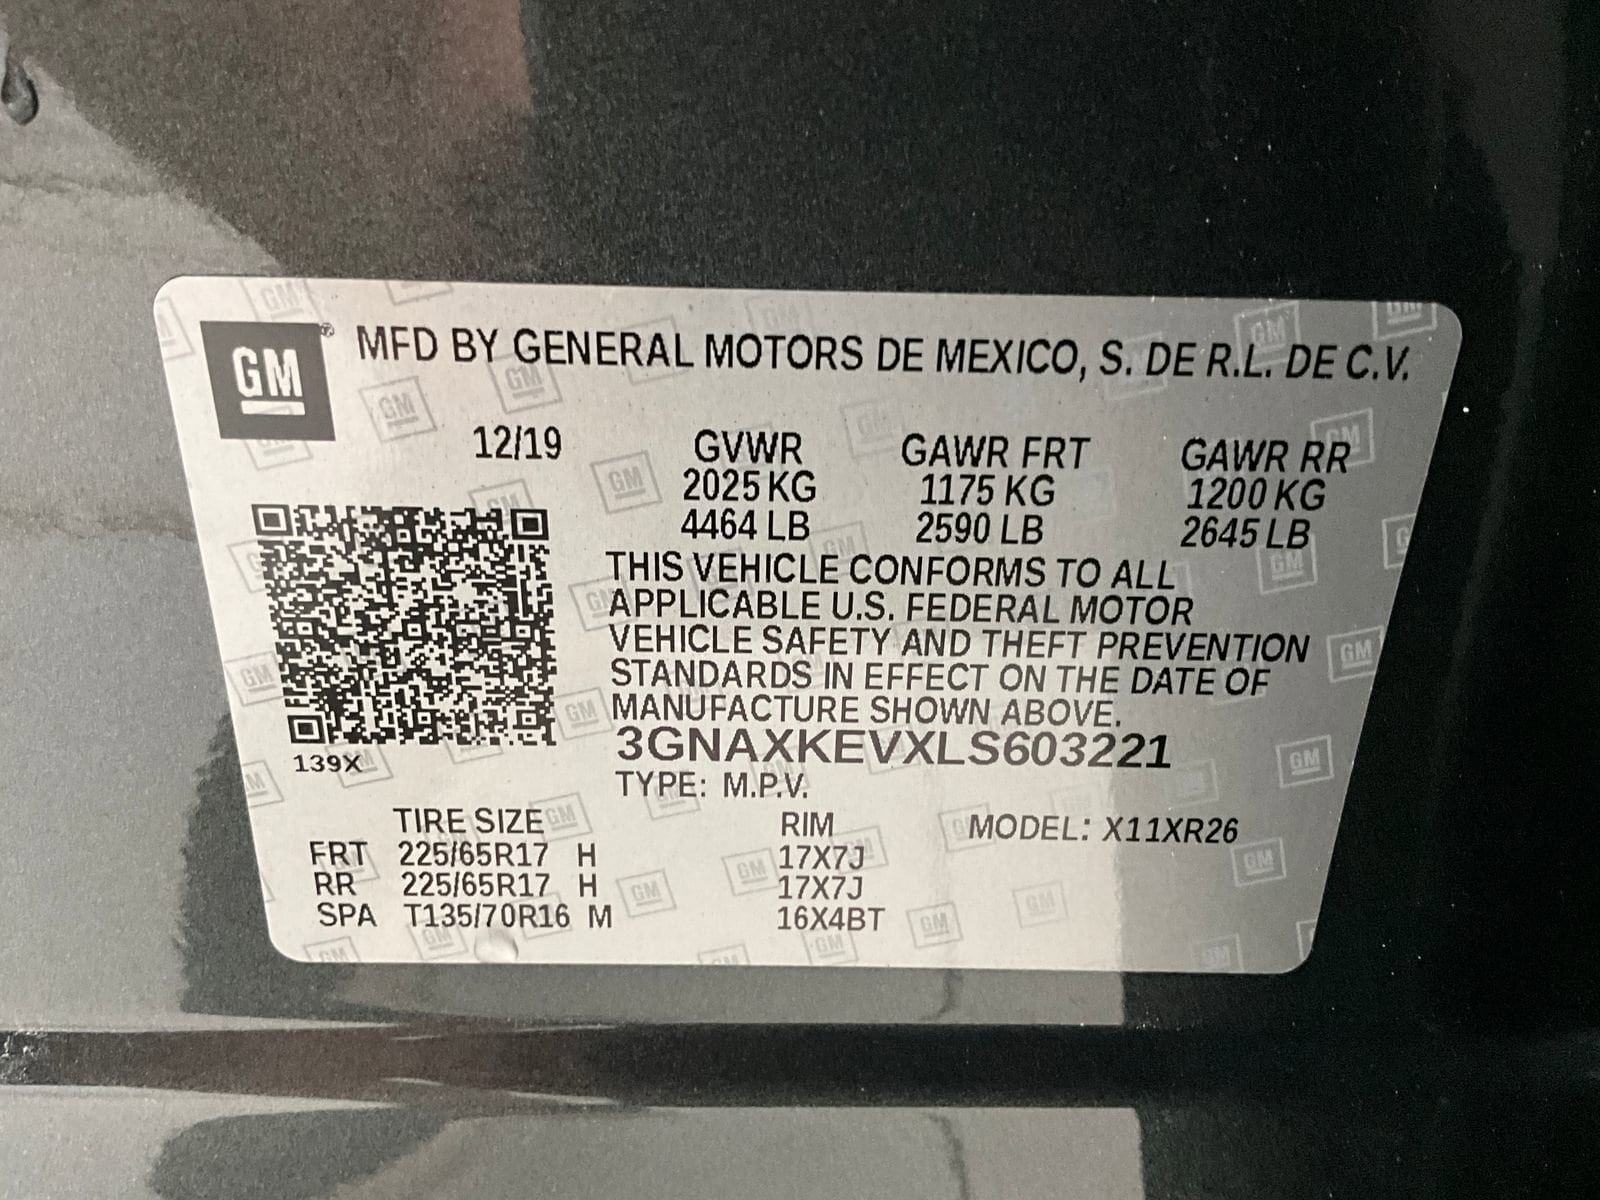 GM ® MFD BY GENERAL MOTORS DE MEXICO, S. DE R.L. DE C.V.
12/19 GVWR GAWR FRT GAWR RR
2025 KG 1175 KG 1200 KG
4464 LB 2590 LB 2645 LB
THIS VEHICLE CONFORMS TO ALL
APPLICABLE U.S. FEDERAL MOTOR
VEHICLE SAFETY AND THEFT PREVENTION
STANDARDS IN EFFECT ON THE DATE OF
MANUFACTURE SHOWN ABOVE.
3GNAXKEVXLS603221
139X
TYPE: M.P.V.
TIRE SIZE RIM MODEL: X11XR26
FRT 225/65R17 H 17X7J
RR 225/65R17 H 17X7J
SPA T135/70R16 M 16X4BT